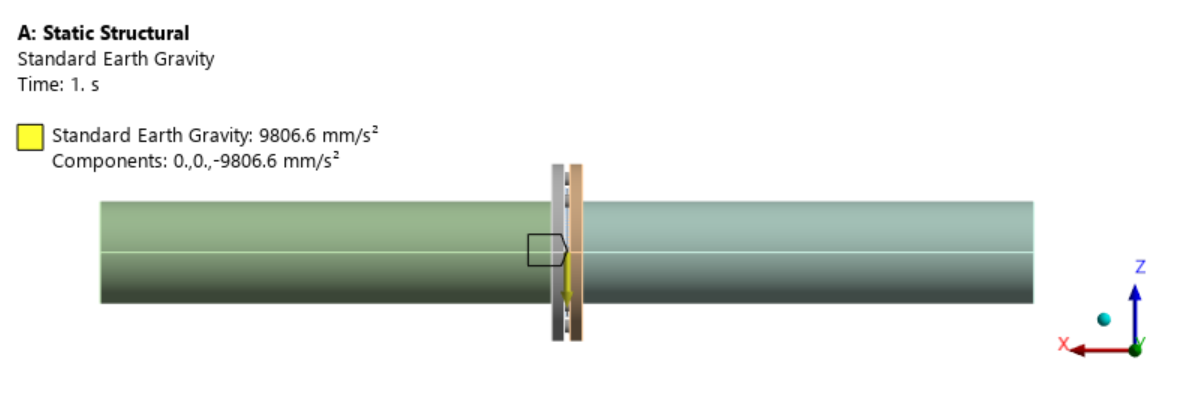 A: Static Structural
Standard Earth Gravity
Time: 1. s
Standard Earth Gravity: 9806.6 mm/s²
Components: 0.,0.,-9806.6 mm/s²
Z
X
Y